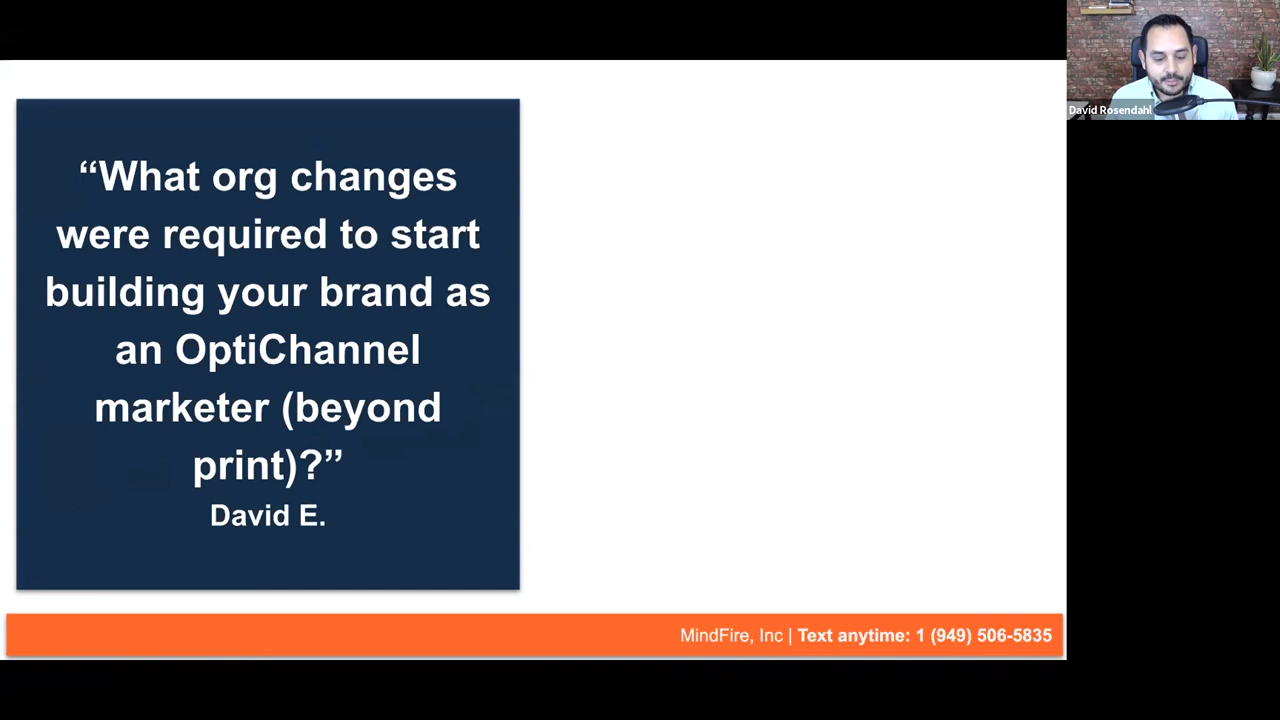 David Rosendahl
“What org changes
were required to start
building your brand as
an OptiChannel
marketer (beyond
print)?”
David E.
MindFire, Inc | Text anytime: 1 (949) 506-5835